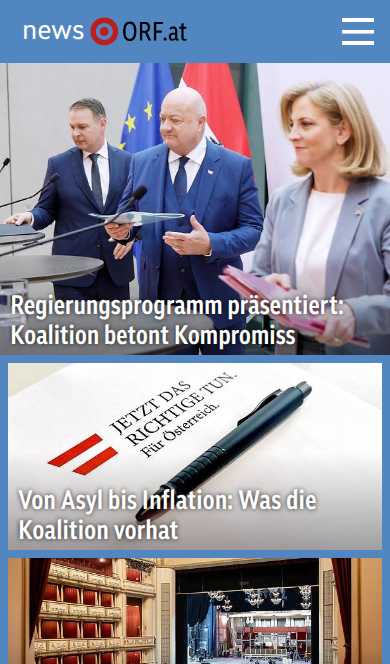 news ORF.at
Regierungsprogramm präsentiert:
Koalition betont Kompromiss
JETZT DAS
RICHTIGE TUN.
Für Österreich.
Von Asyl bis Inflation: Was die
Koalition vorhat